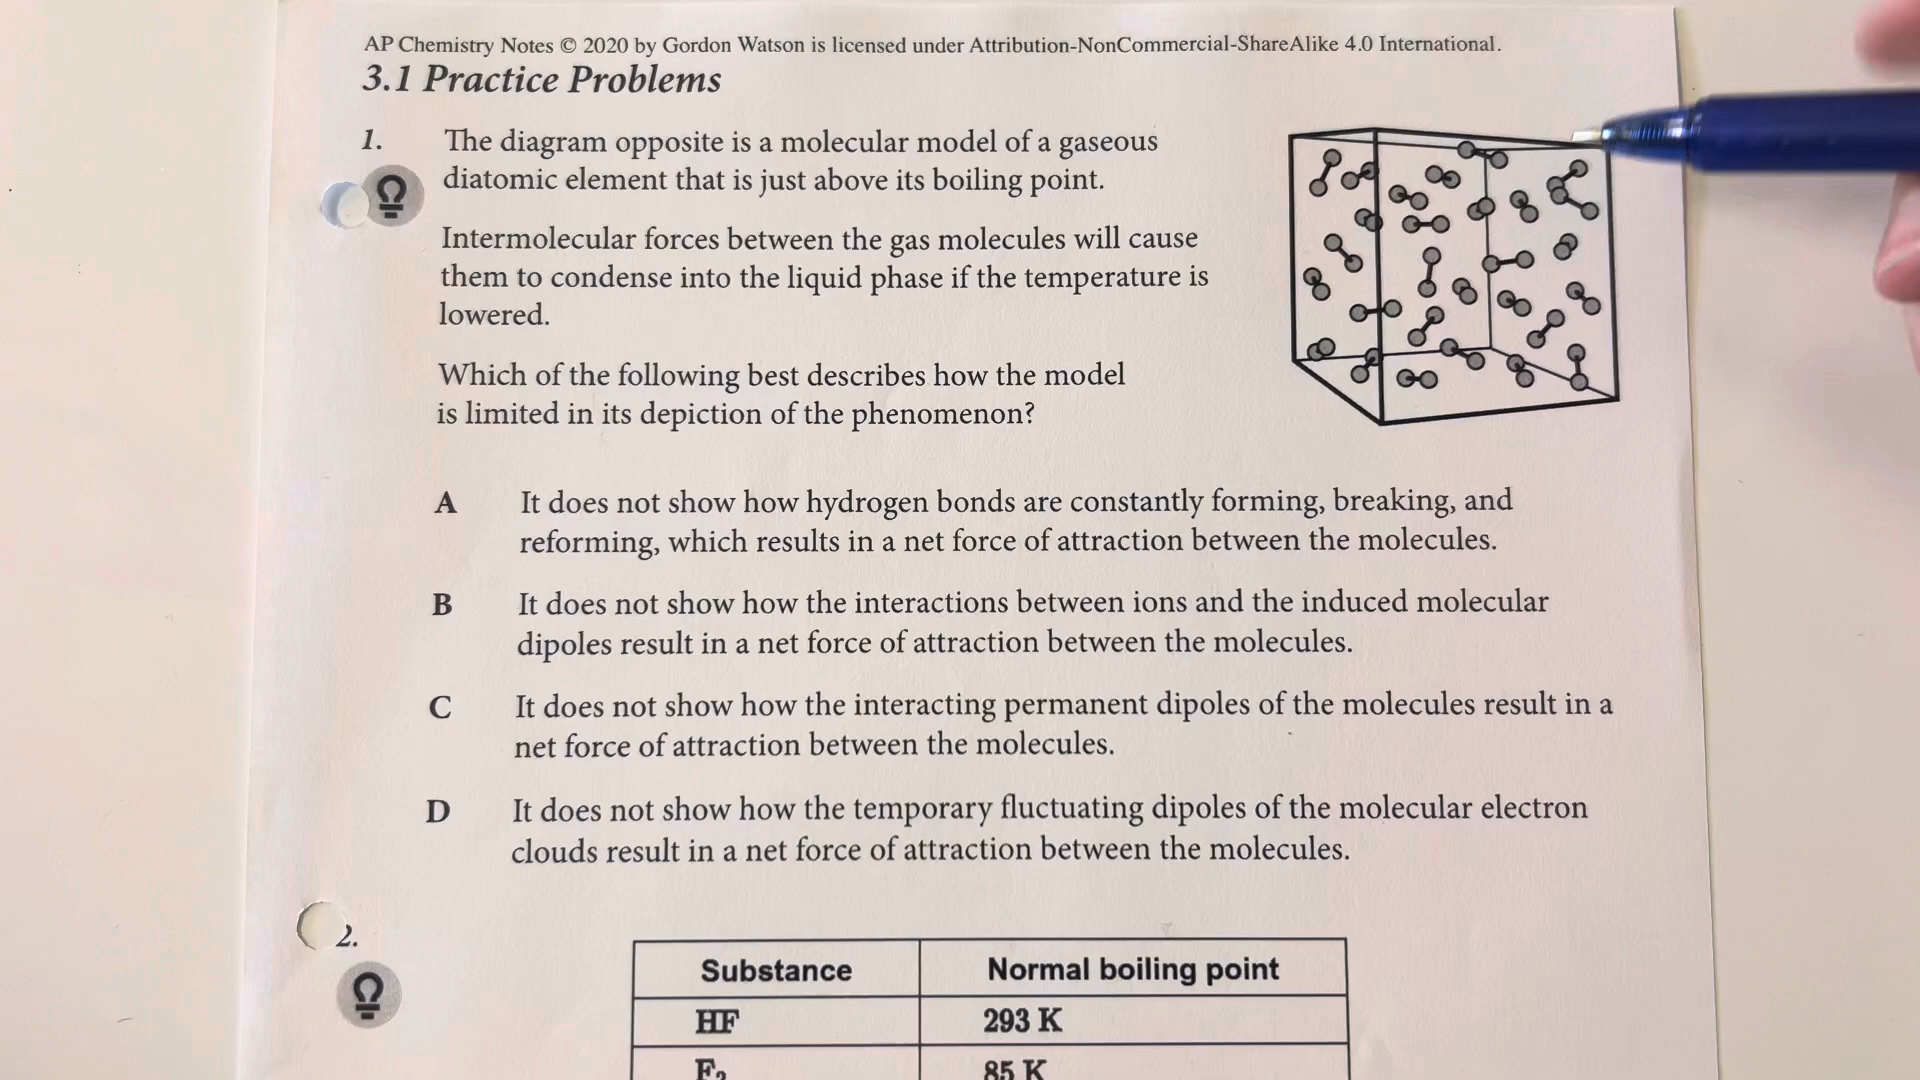 AP Chemistry Notes © 2020 by Gordon Watson is licensed under Attribution-NonCommercial-ShareAlike 4.0 International.
3.1 Practice Problems
1. The diagram opposite is a molecular model of a gaseous
diatomic element that is just above its boiling point.
Intermolecular forces between the gas molecules will cause
them to condense into the liquid phase if the temperature is
lowered.
Which of the following best describes how the model
is limited in its depiction of the phenomenon?
A It does not show how hydrogen bonds are constantly forming, breaking, and
reforming, which results in a net force of attraction between the molecules.
B It does not show how the interactions between ions and the induced molecular
dipoles result in a net force of attraction between the molecules.
C It does not show how the interacting permanent dipoles of the molecules result in a
net force of attraction between the molecules.
D It does not show how the temporary fluctuating dipoles of the molecular electron
clouds result in a net force of attraction between the molecules.
2.
Substance Normal boiling point
HF 293 K
F₂ 85 K